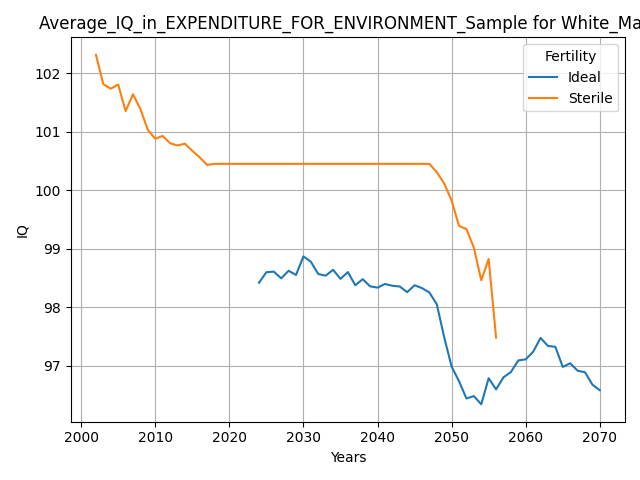 Average_IQ_in_EXPENDITURE_FOR_ENVIRONMENT_Sample for White_Ma
Fertility
Ideal
Sterile
102
101
100
99
98
97
IQ
2000 2010 2020 2030 2040 2050 2060 2070
Years